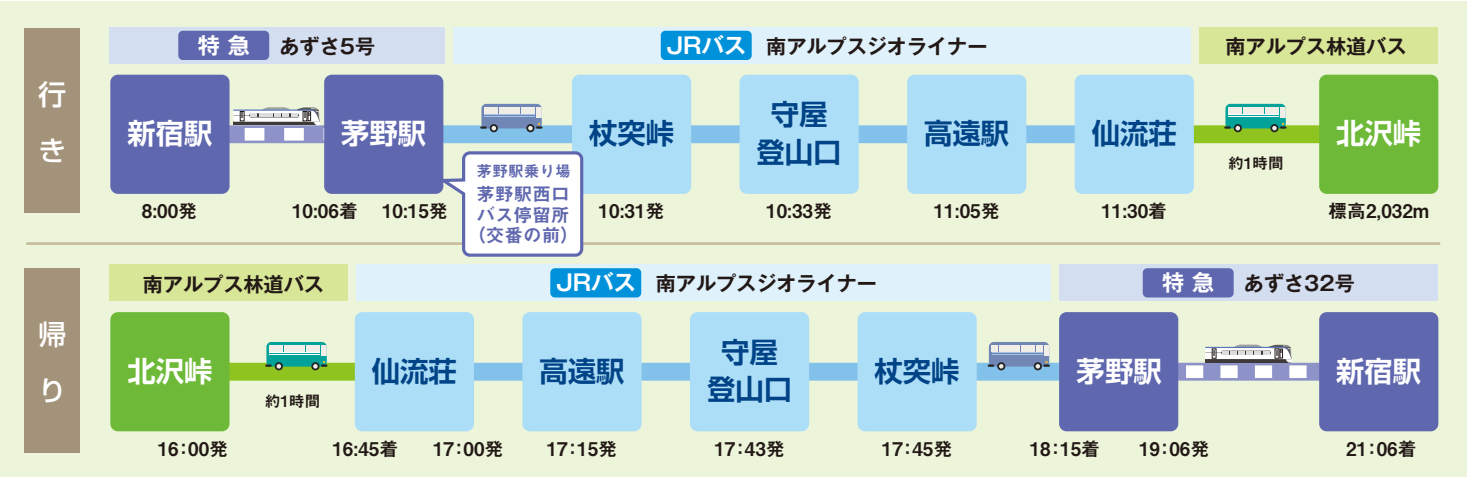 行き
特急 あずさ5号
JRバス 南アルプスジオライナー
南アルプス林道バス
新宿駅
茅野駅
杖突峠
守屋
登山口
高遠駅
仙流荘
北沢峠
約1時間
茅野駅乗り場
茅野駅西口
バス停留所
(交番の前)
8:00発
10:06着
10:15発
10:31発
10:33発
11:05発
11:30着
標高2,032m
帰り
南アルプス林道バス
JRバス 南アルプスジオライナー
特急 あずさ32号
北沢峠
約1時間
仙流荘
高遠駅
守屋
登山口
杖突峠
茅野駅
新宿駅
16:00発
16:45着
17:00発
17:15発
17:43発
17:45発
18:15着
19:06発
21:06着